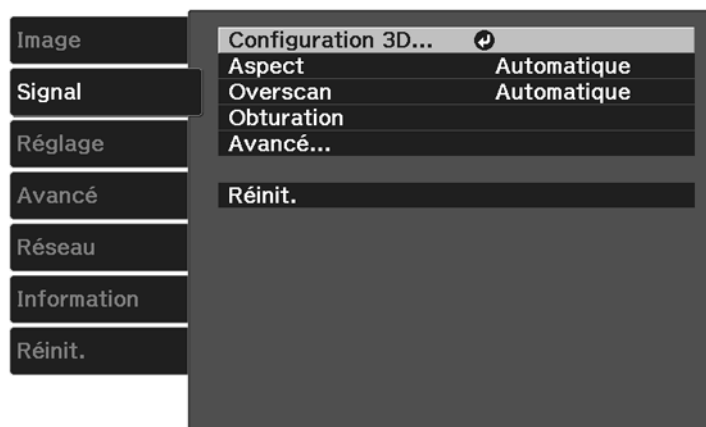 Image
Signal
Réglage
Avancé
Réseau
Information
Réinit.
Configuration 3D...
Aspect Automatique
Overscan Automatique
Obturation
Avancé...
Réinit.